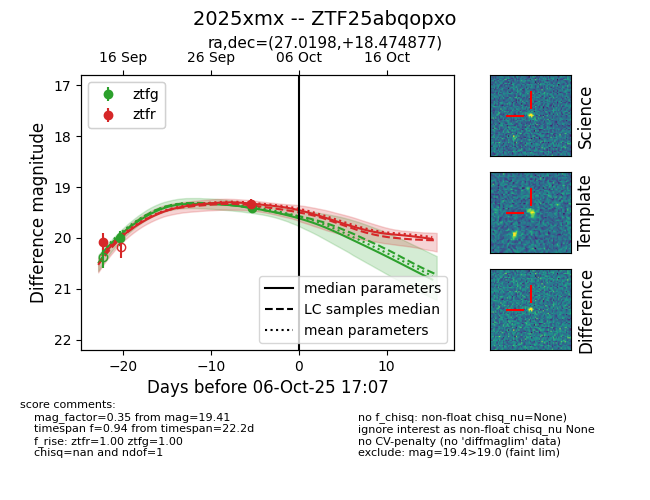 2025xmx -- ZTF25abqopxo
ra,dec=(27.0198,+18.474877)
16 Sep 26 Sep 06 Oct 16 Oct
ztfg
ztfr
17
18
19
20
21
22
Difference magnitude
median parameters
LC samples median
mean parameters
−20 −10 0 10
Days before 06-Oct-25 17:07
Science
Template
Difference
score comments:
mag_factor=0.35 from mag=19.41
timespan f=0.94 from timespan=22.2d
f_rise: ztfr=1.00 ztfg=1.00
chisq=nan and ndof=1
no f_chisq: non-float chisq_nu=None)
ignore interest as non-float chisq_nu None
no CV-penalty (no 'diffmaglim' data)
exclude: mag=19.4>19.0 (faint lim)